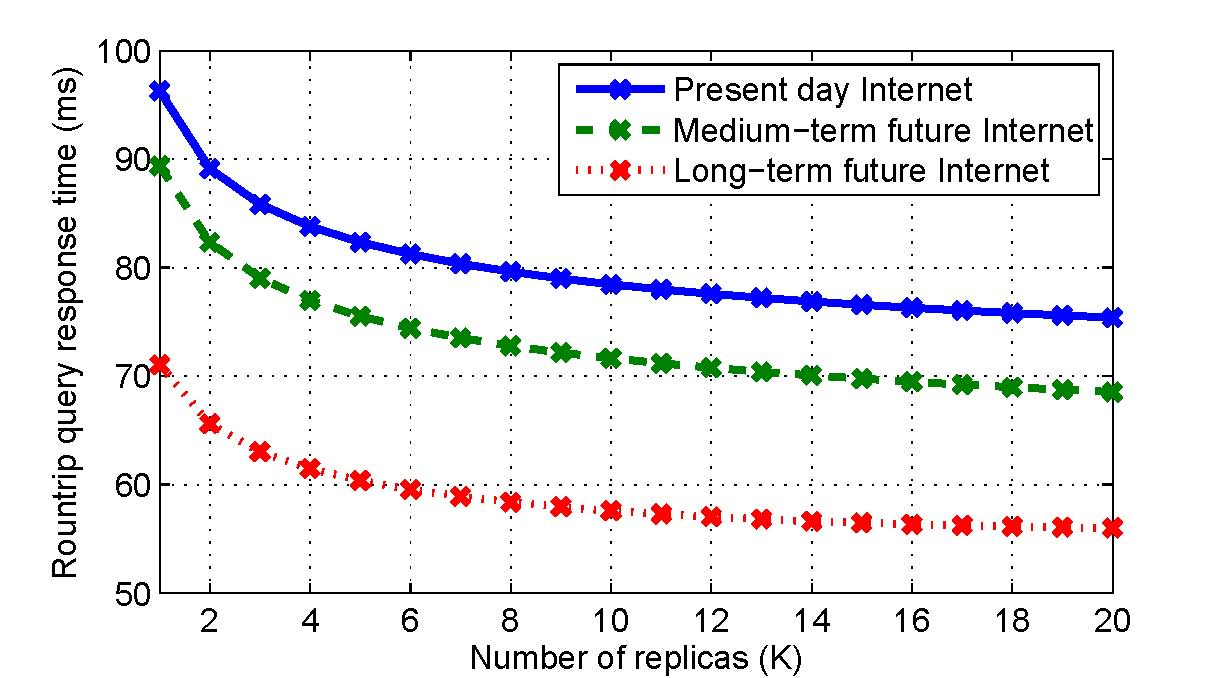 Rountrip query response time (ms)
100
90
80
70
60
50
Present day Internet
Medium−term future Internet
Long−term future Internet
2 4 6 8 10 12 14 16 18 20
Number of replicas (K)